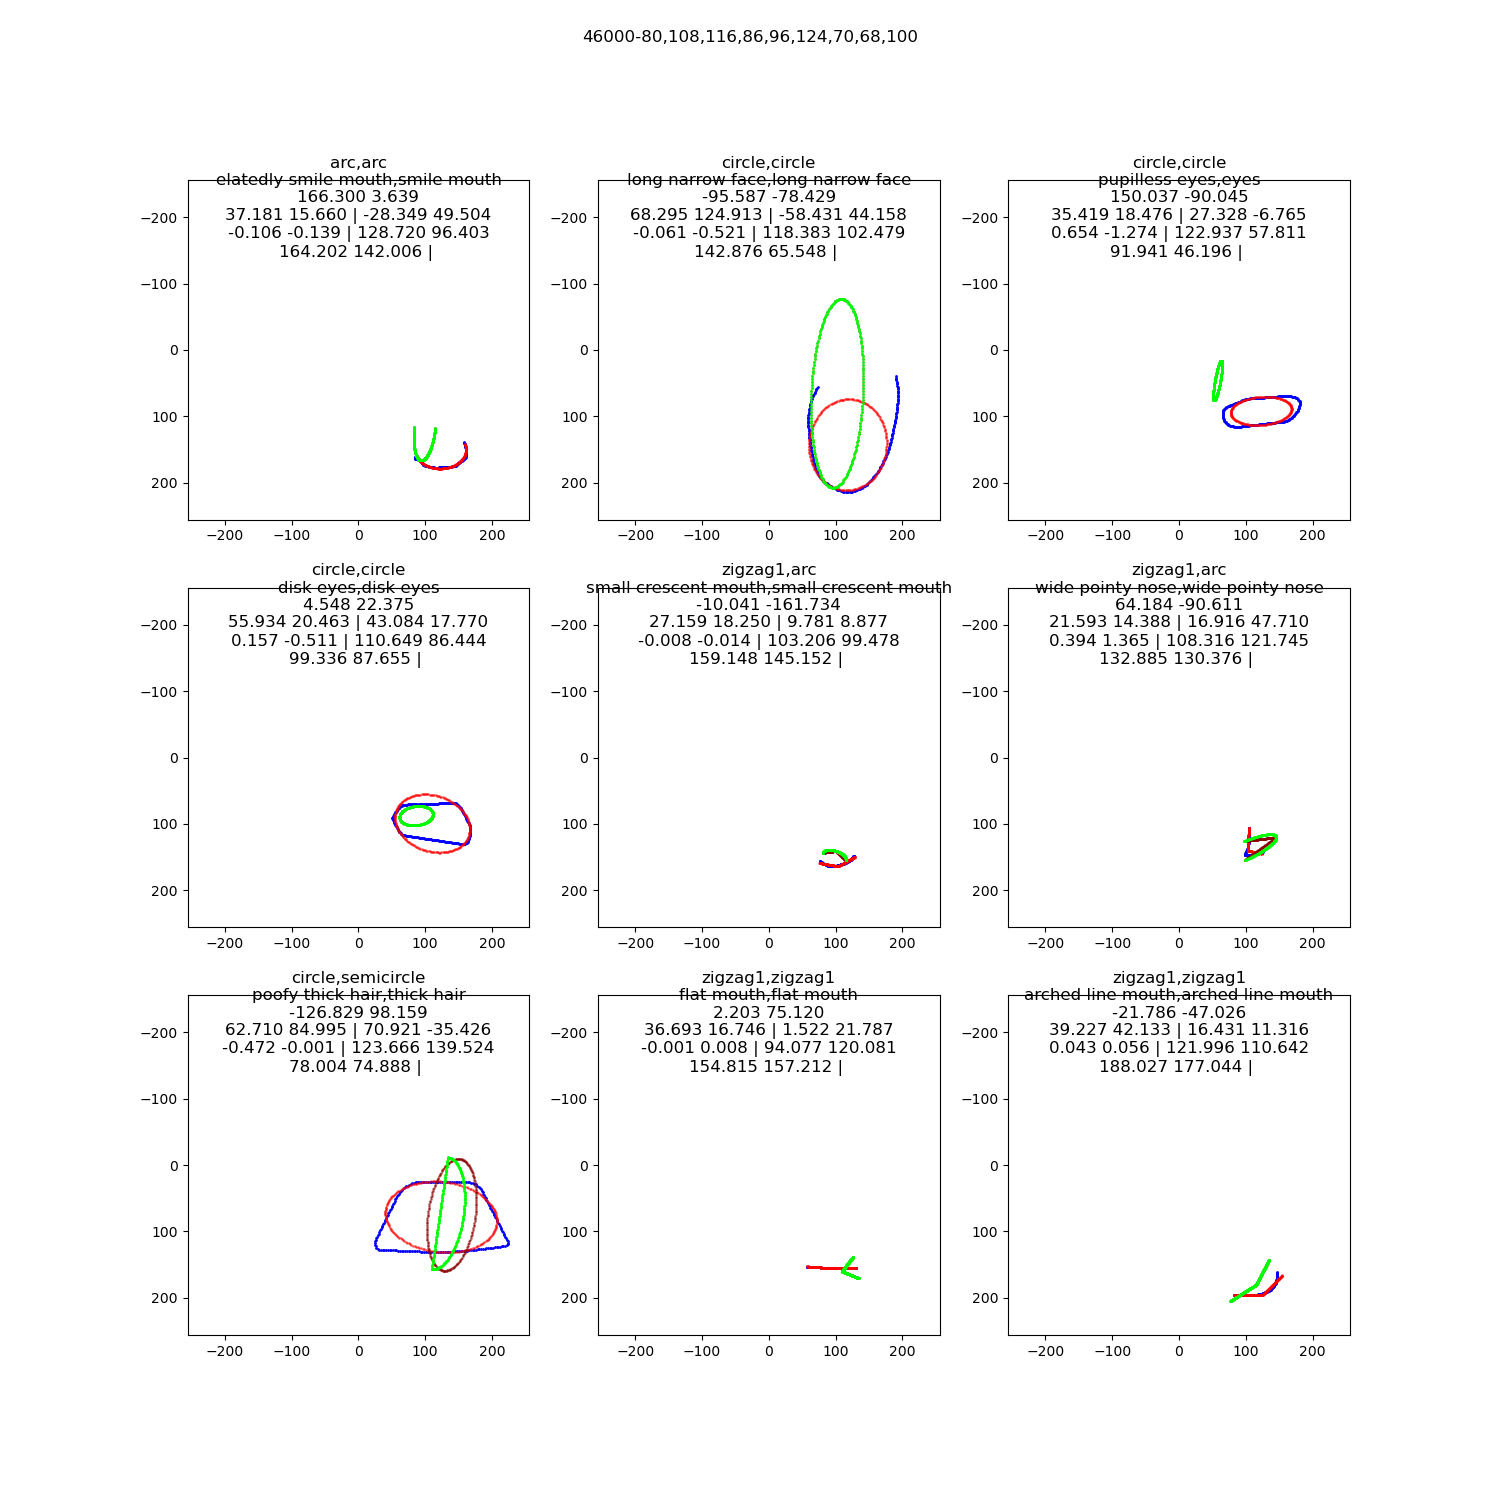 46000-80,108,116,86,96,124,70,68,100
arc,arc
elatedly smile mouth,smile mouth
166.300 3.639
37.181 15.660 | -28.349 49.504
-0.106 -0.139 | 128.720 96.403
164.202 142.006 |
−200
−100
0
100
200
−200 −100 0 100 200
circle,circle
long narrow face,long narrow face
-95.587 -78.429
68.295 124.913 | -58.431 44.158
-0.061 -0.521 | 118.383 102.479
142.876 65.548 |
−200
−100
0
100
200
−200 −100 0 100 200
circle,circle
pupilless eyes,eyes
150.037 -90.045
35.419 18.476 | 27.328 -6.765
0.654 -1.274 | 122.937 57.811
91.941 46.196 |
−200
−100
0
100
200
−200 −100 0 100 200
circle,circle
disk eyes,disk eyes
4.548 22.375
55.934 20.463 | 43.084 17.770
0.157 -0.511 | 110.649 86.444
99.336 87.655 |
−200
−100
0
100
200
−200 −100 0 100 200
zigzag1,arc
small crescent mouth,small crescent mouth
-10.041 -161.734
27.159 18.250 | 9.781 8.877
-0.008 -0.014 | 103.206 99.478
159.148 145.152 |
−200
−100
0
100
200
−200 −100 0 100 200
zigzag1,arc
wide pointy nose,wide pointy nose
64.184 -90.611
21.593 14.388 | 16.916 47.710
0.394 1.365 | 108.316 121.745
132.885 130.376 |
−200
−100
0
100
200
−200 −100 0 100 200
circle,semicircle
poofy thick hair,thick hair
-126.829 98.159
62.710 84.995 | 70.921 -35.426
-0.472 -0.001 | 123.666 139.524
78.004 74.888 |
−200
−100
0
100
200
−200 −100 0 100 200
zigzag1,zigzag1
flat mouth,flat mouth
2.203 75.120
36.693 16.746 | 1.522 21.787
-0.001 0.008 | 94.077 120.081
154.815 157.212 |
−200
−100
0
100
200
−200 −100 0 100 200
zigzag1,zigzag1
arched line mouth,arched line mouth
-21.786 -47.026
39.227 42.133 | 16.431 11.316
0.043 0.056 | 121.996 110.642
188.027 177.044 |
−200
−100
0
100
200
−200 −100 0 100 200